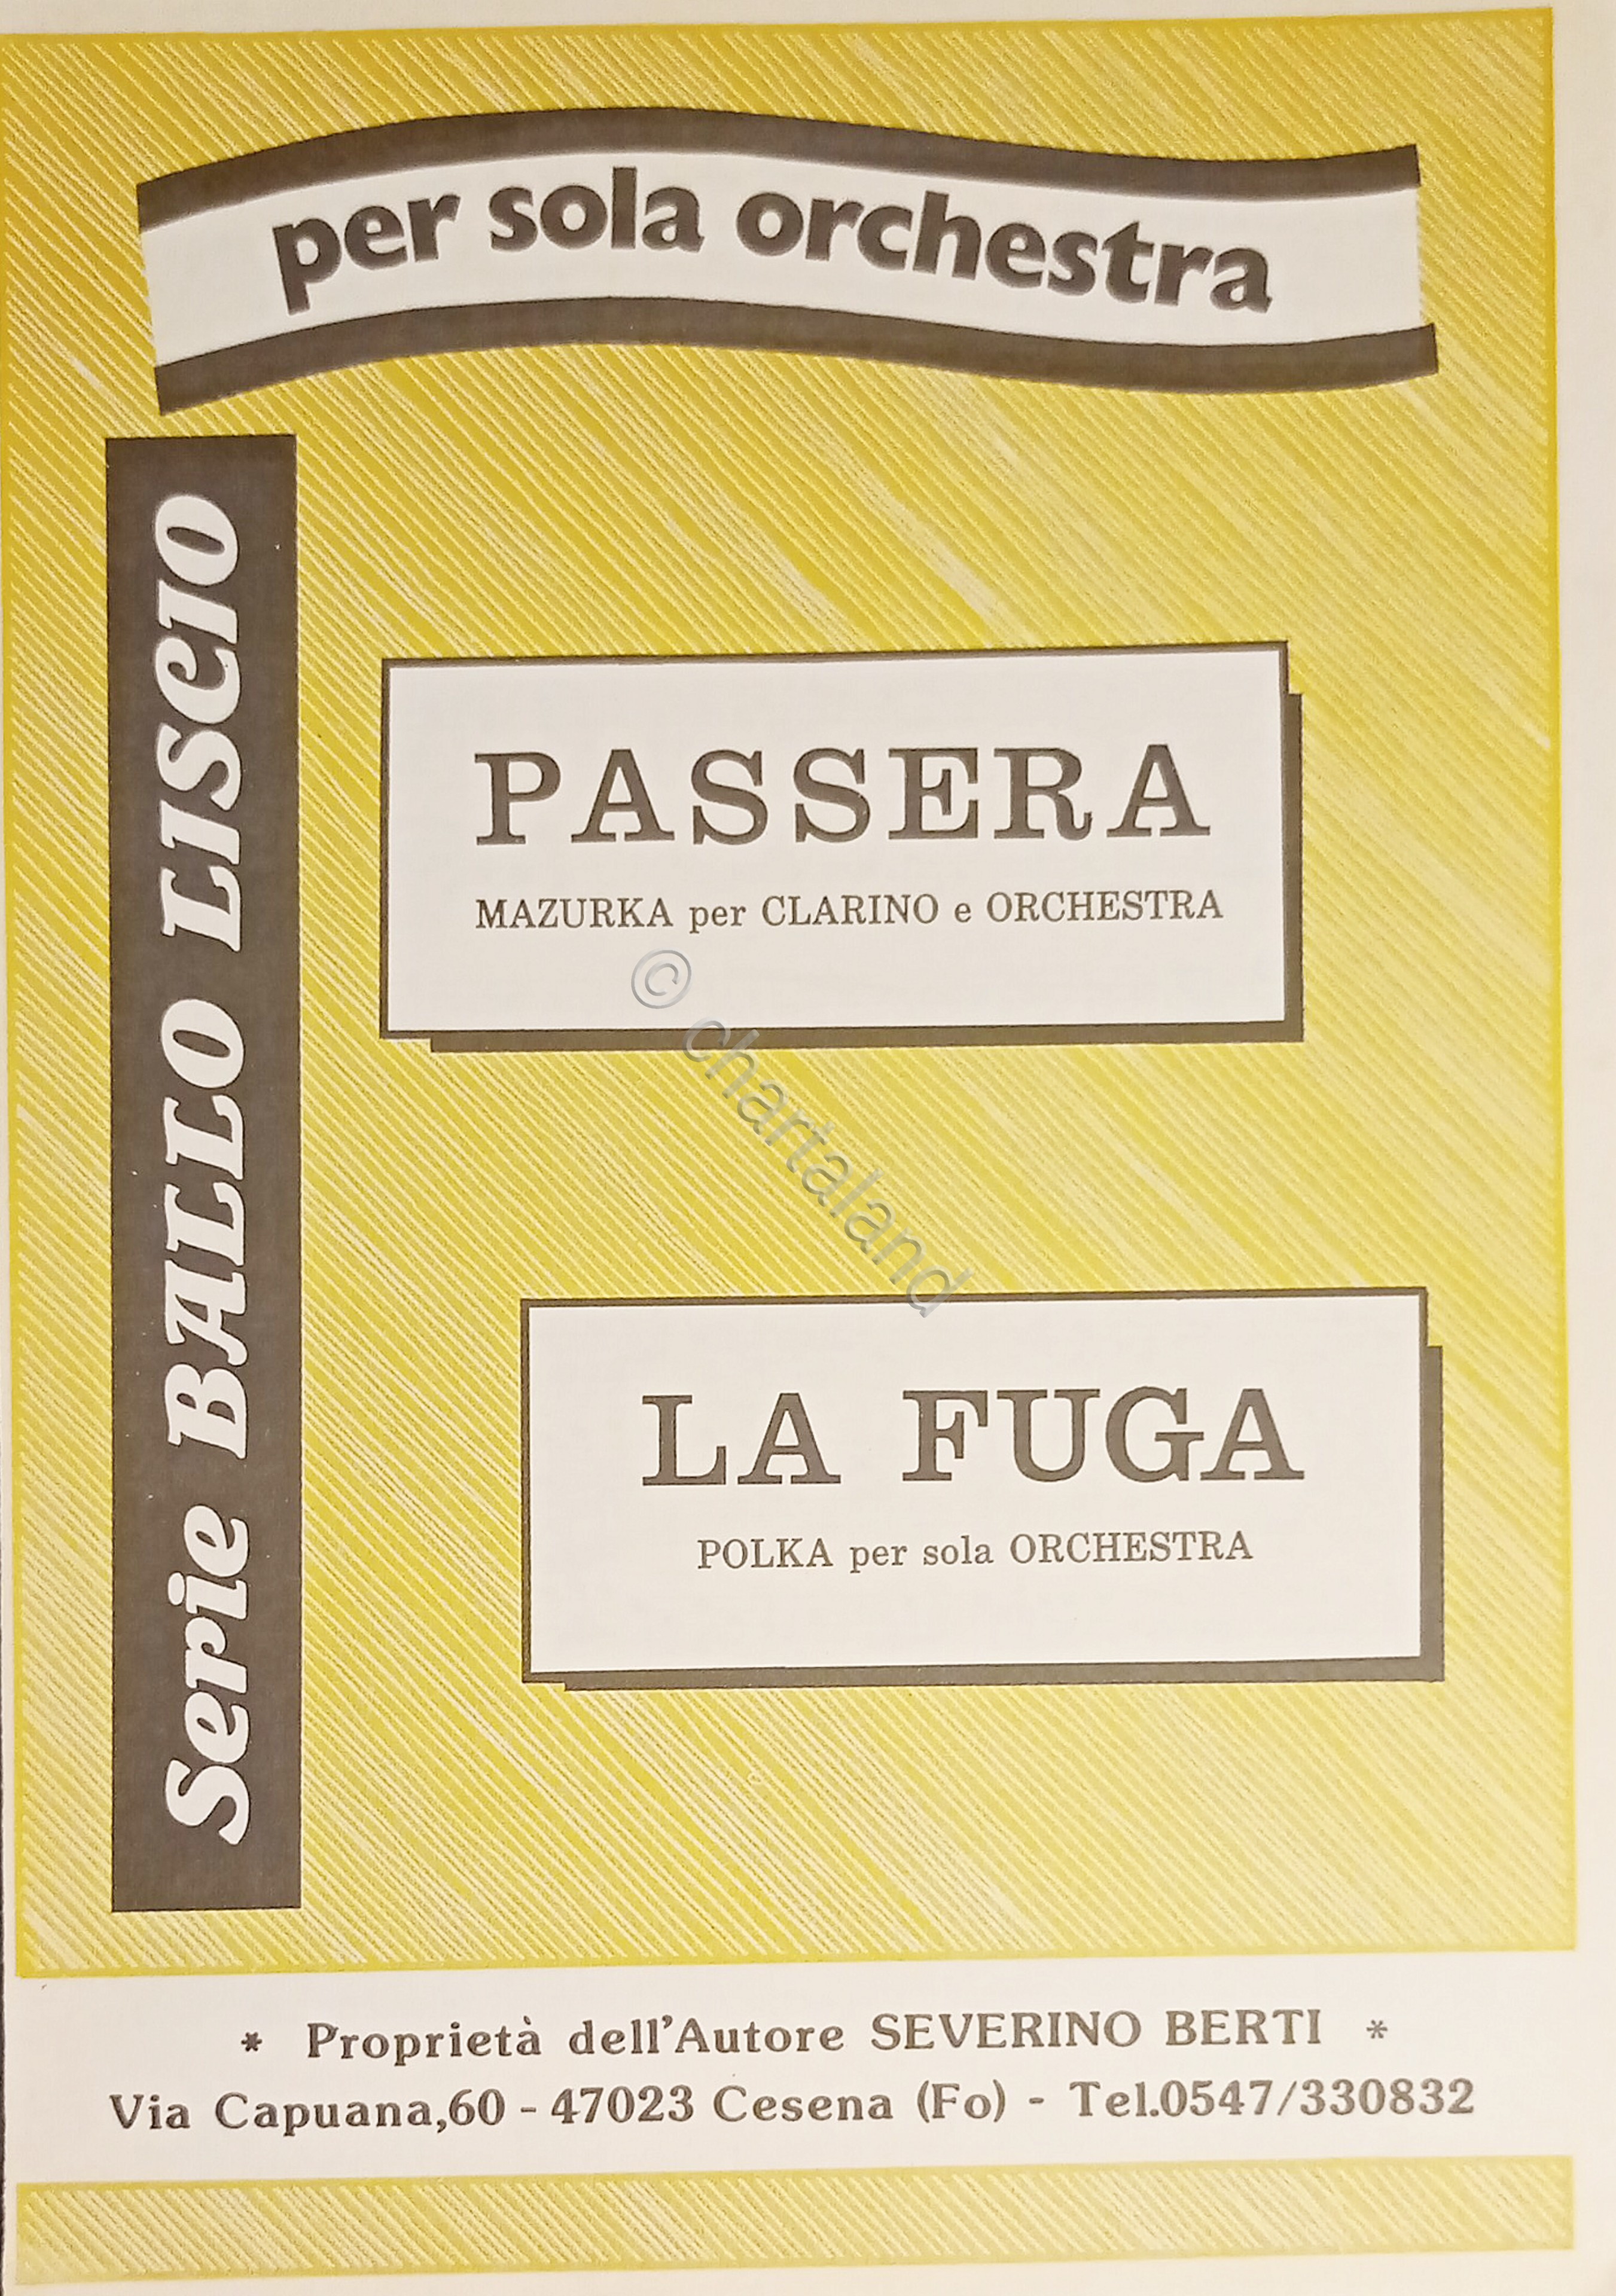 per sola orchestra
Serie BALLO LISCIO
PASSERA
MAZURKA per CLARINO e ORCHESTRA
© chartaland
LA FUGA
POLKA per sola ORCHESTRA
* Proprietà dell'Autore SEVERINO BERTI *
Via Capuana,60 - 47023 Cesena (Fo) - Tel.0547/330832